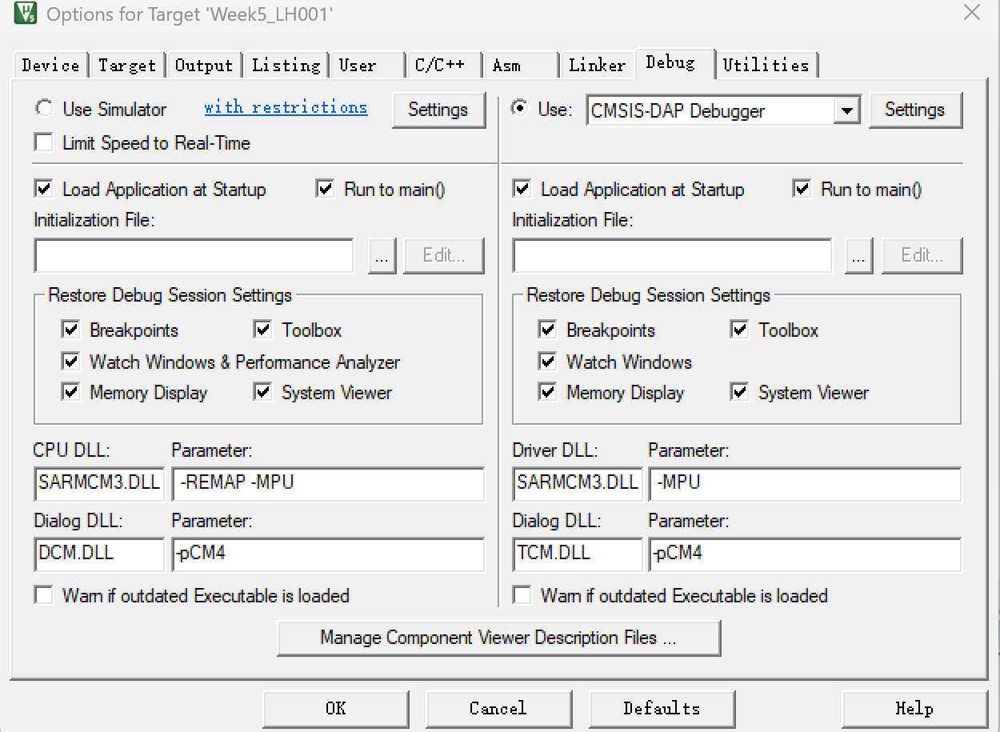 Options for Target 'Week5_LH001'
Device Target Output Listing User C/C++ Asm Linker Debug Utilities
Use Simulator with restrictions Settings
Limit Speed to Real-Time
Load Application at Startup Run to main()
Initialization File:
... Edit...
Restore Debug Session Settings
Breakpoints Toolbox
Watch Windows & Performance Analyzer
Memory Display System Viewer
CPU DLL: Parameter:
SARMCM3.DLL -REMAP -MPU
Dialog DLL: Parameter:
DCM.DLL -pCM4
Warn if outdated Executable is loaded
Use: CMSIS-DAP Debugger Settings
Load Application at Startup Run to main()
Initialization File:
... Edit...
Restore Debug Session Settings
Breakpoints Toolbox
Watch Windows
Memory Display System Viewer
Driver DLL: Parameter:
SARMCM3.DLL -MPU
Dialog DLL: Parameter:
TCM.DLL -pCM4
Warn if outdated Executable is loaded
Manage Component Viewer Description Files ...
OK Cancel Defaults Help